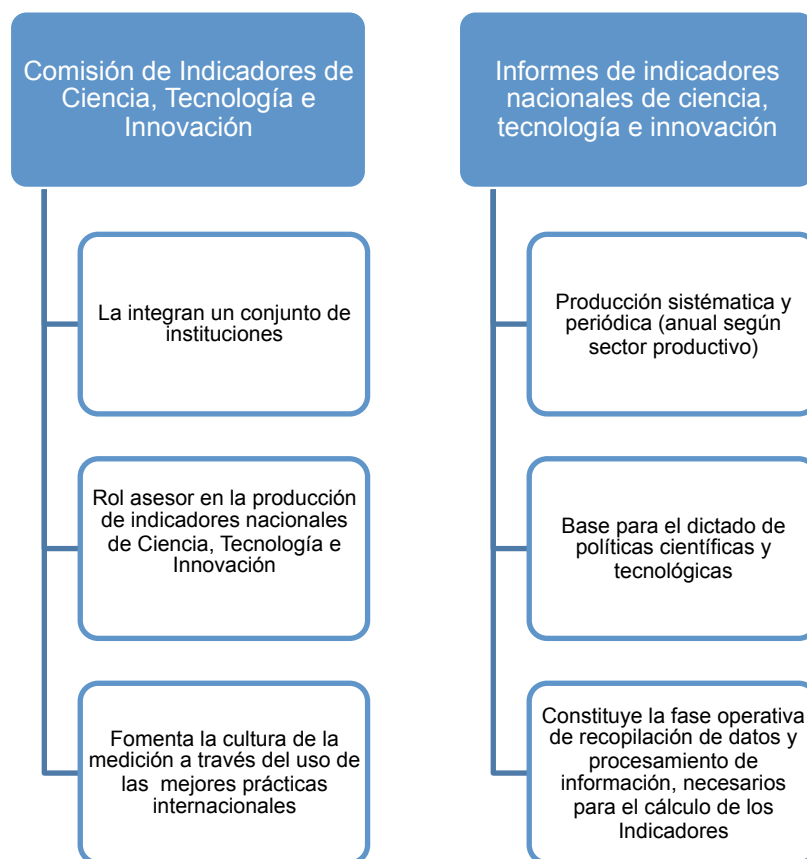 Comisión de Indicadores de
Ciencia, Tecnología e
Innovación
La integran un conjunto de
instituciones
Rol asesor en la producción
de indicadores nacionales
de Ciencia, Tecnología e
Innovación
Fomenta la cultura de la
medición a través del uso de
las mejores prácticas
internacionales
Informes de indicadores
nacionales de ciencia,
tecnología e innovación
Producción sistématica y
periódica (anual según
sector productivo)
Base para el dictado de
políticas científicas y
tecnológicas
Constituye la fase operativa
de recopilación de datos y
procesamiento de
información, necesarios
para el cálculo de los
Indicadores